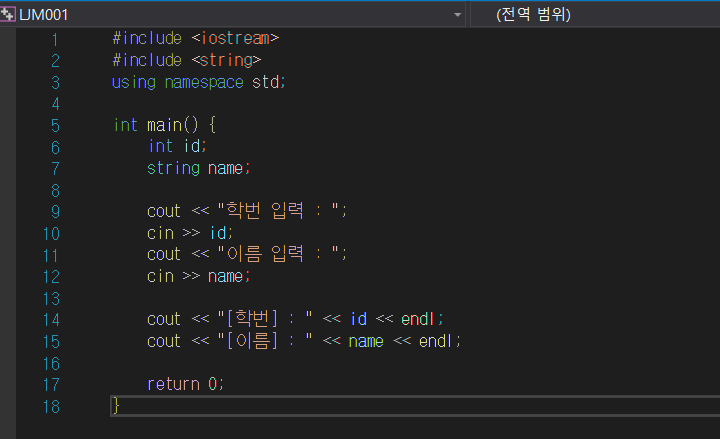 IJM001 (전역 범위)
1 #include <iostream>
2 #include <string>
3 using namespace std;
4
5 int main() {
6 int id;
7 string name;
8
9 cout << "학번 입력 : ";
10 cin >> id;
11 cout << "이름 입력 : ";
12 cin >> name;
13
14 cout << "[학번] : " << id << endl;
15 cout << "[이름] : " << name << endl;
16
17 return 0;
18 }